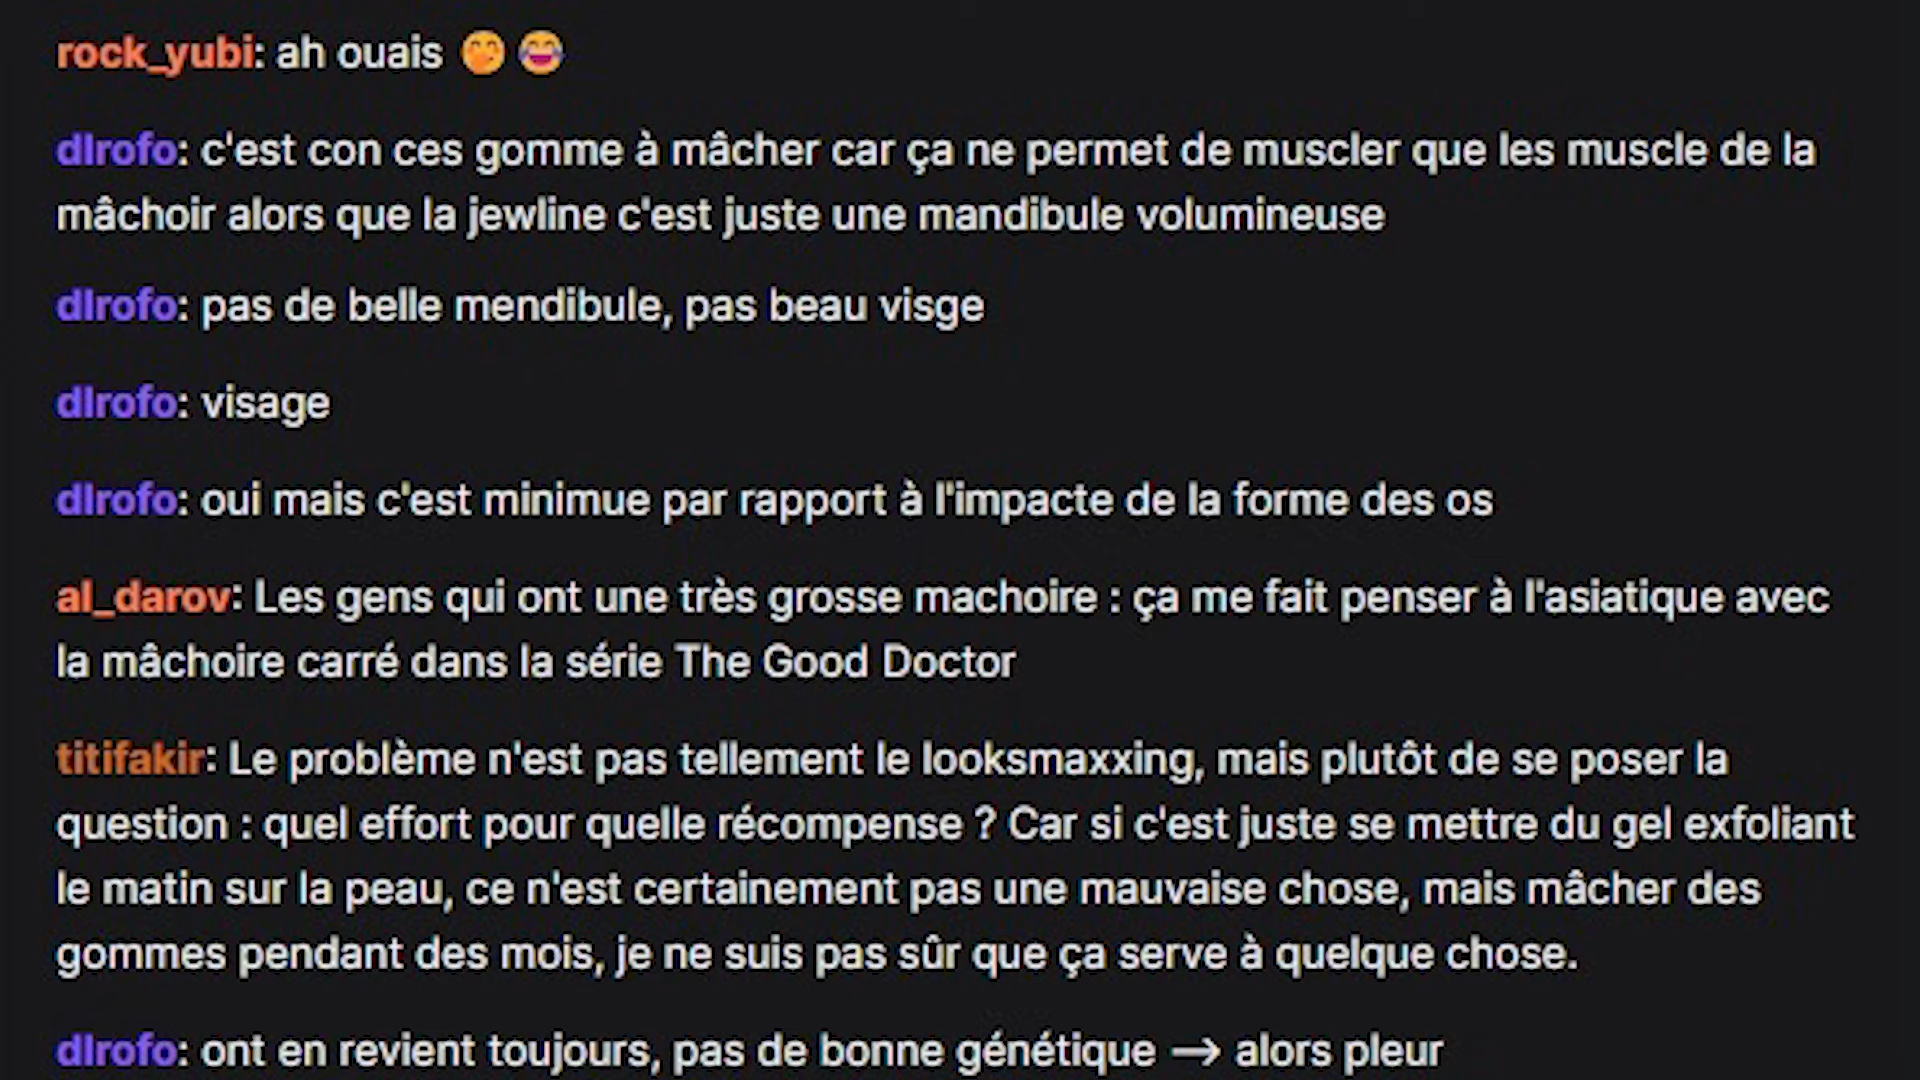 rock_yubi: ah ouais 🤭 😂
dlrofo: c'est con ces gomme à mâcher car ça ne permet de muscler que les muscle de la
mâchoir alors que la jewline c'est juste une mandibule volumineuse
dlrofo: pas de belle mendibule, pas beau visge
dlrofo: visage
dlrofo: oui mais c'est minimue par rapport à l'impacte de la forme des os
al_darov: Les gens qui ont une très grosse machoire : ça me fait penser à l'asiatique avec
la mâchoire carré dans la série The Good Doctor
titifakir: Le problème n'est pas tellement le looksmaxxing, mais plutôt de se poser la
question : quel effort pour quelle récompense ? Car si c'est juste se mettre du gel exfoliant
le matin sur la peau, ce n'est certainement pas une mauvaise chose, mais mâcher des
gommes pendant des mois, je ne suis pas sûr que ça serve à quelque chose.
dlrofo: ont en revient toujours, pas de bonne génétique --> alors pleur